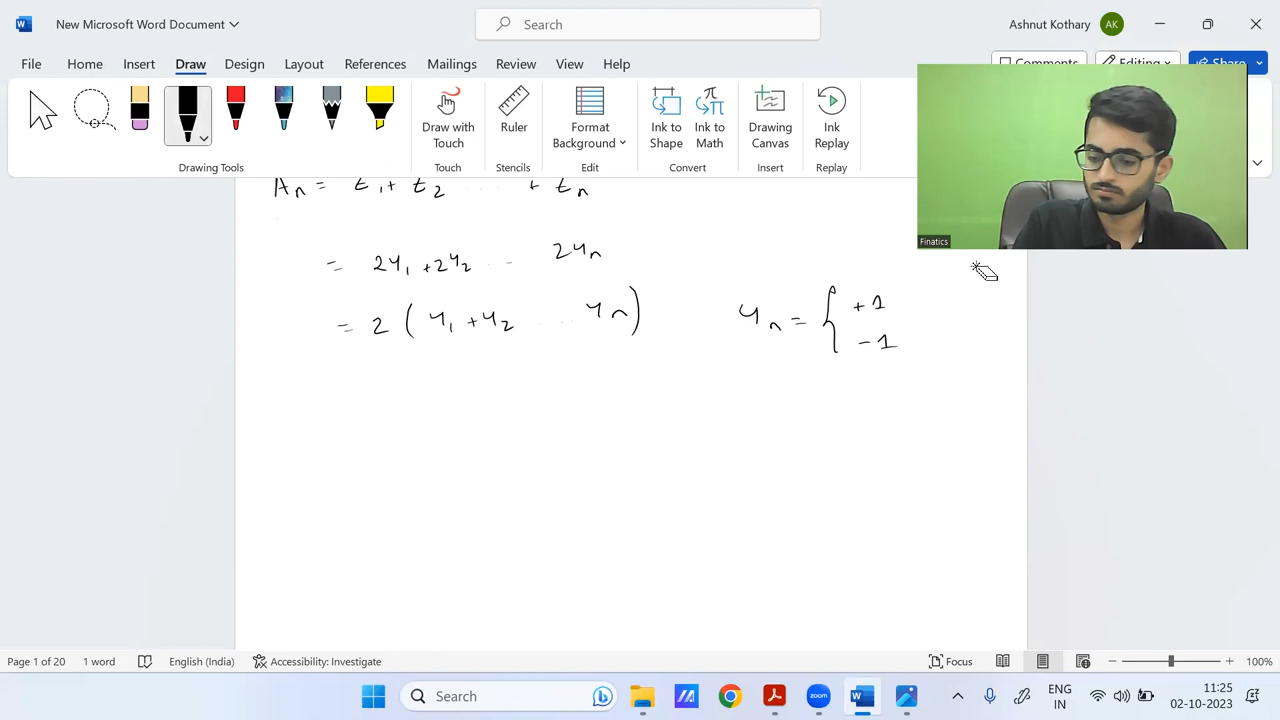 New Microsoft Word Document
Search
Ashnut Kothary AK
File Home Insert Draw Design Layout References Mailings Review View Help
Comments Editing Share
Draw with Touch
Ruler
Format Background
Ink to Shape
Ink to Math
Drawing Canvas
Ink Replay
Drawing Tools Touch Stencils Edit Convert Insert Replay
Finatics
An = t1 + t2 .... + tn
= 2y1 + 2y2 .. - 2yn
= 2 ( y1 + y2 .... yn ) yn = { +1
-1
Page 1 of 20 1 word English (India) Accessibility: Investigate Focus 100%
Search zoom ENG IN 11:25 02-10-2023